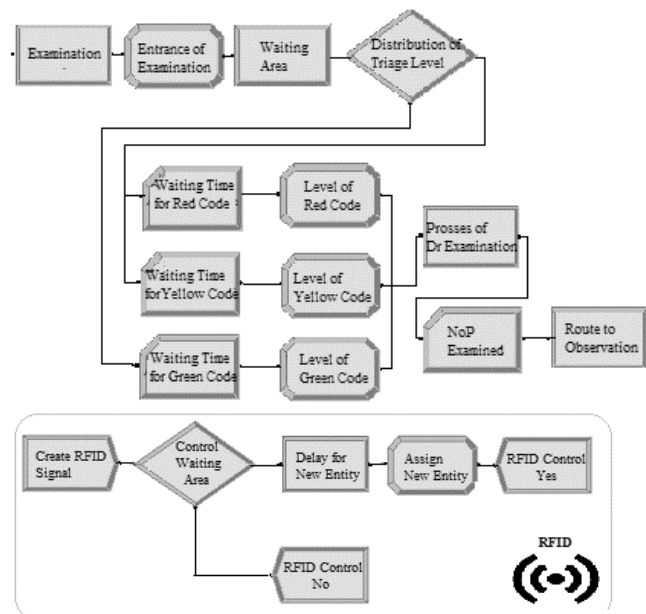 Examination
Entrance of
Examination
Waiting
Area
Distribution of
Triage Level
Waiting Time
for Red Code
Level of
Red Code
Waiting Time
forYellow Code
Level of
Yellow Code
Waiting Time
for Green Code
Level of
Green Code
Prosses of
Dr Examination
NoP
Examined
Route to
Observation
Create RFID
Signal
Control
Waiting
Area
Delay for
New Entity
Assign
New Entity
RFID Control
Yes
RFID Control
No
RFID